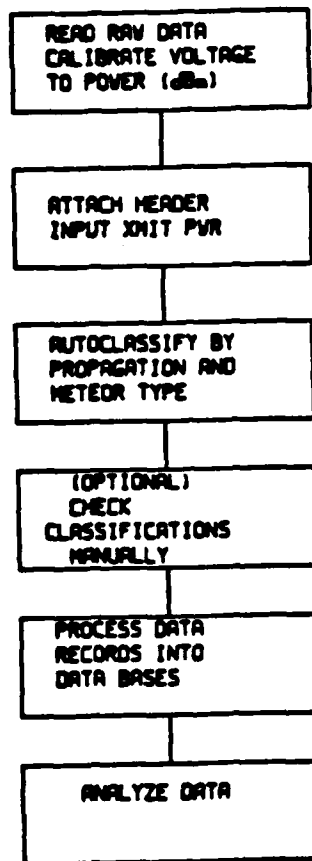 READ RAW DATA
CALIBRATE VOLTAGE
TO POWER (dBm)
ATTACH HEADER
INPUT XMIT PWR
AUTOCLASSIFY BY
PROPAGATION AND
METEOR TYPE
(OPTIONAL)
CHECK
CLASSIFICATIONS
MANUALLY
PROCESS DATA
RECORDS INTO
DATA BASES
ANALYZE DATA